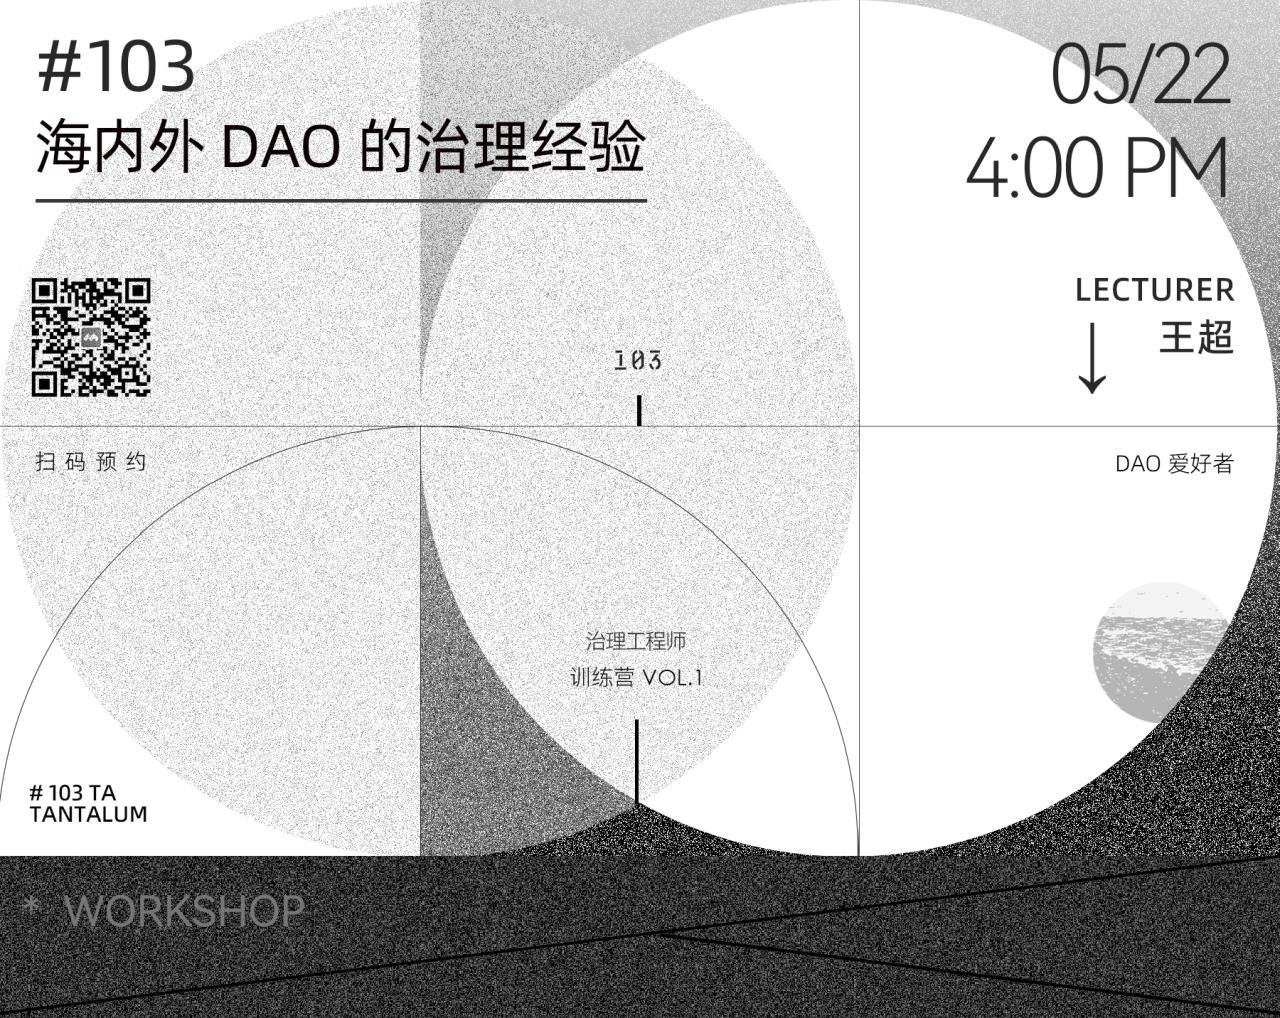 #103
海内外 DAO 的治理经验
05/22
4:00 PM
LECTURER
王超
103
扫码预约
DAO 爱好者
治理工程师
训练营 VOL.1
# 103 TA
TANTALUM
* WORKSHOP